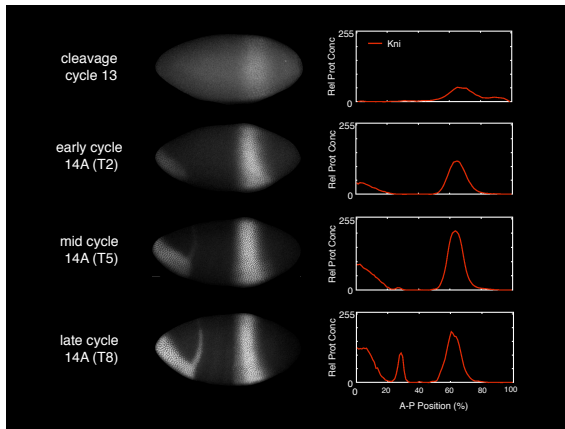 cleavage
cycle 13
255
Rel Prot Conc
Kni
0
early cycle
14A (T2)
255
Rel Prot Conc
0
mid cycle
14A (T5)
255
Rel Prot Conc
0
late cycle
14A (T8)
255
Rel Prot Conc
0
0 20 40 60 80 100
A-P Position (%)